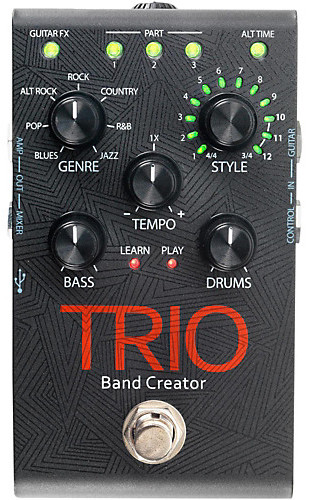 GUITAR FX
PART
ALT TIME
1 2 3
ROCK
ALT ROCK
COUNTRY
POP
R&B
BLUES
JAZZ
GENRE
1 2 3 4 5 6 7 8 9 10 11 12
4/4 3/4
STYLE
1X
- +
TEMPO
LEARN PLAY
BASS
DRUMS
AMP OUT MIXER
GUITAR
IN
CONTROL
TRIO
Band Creator